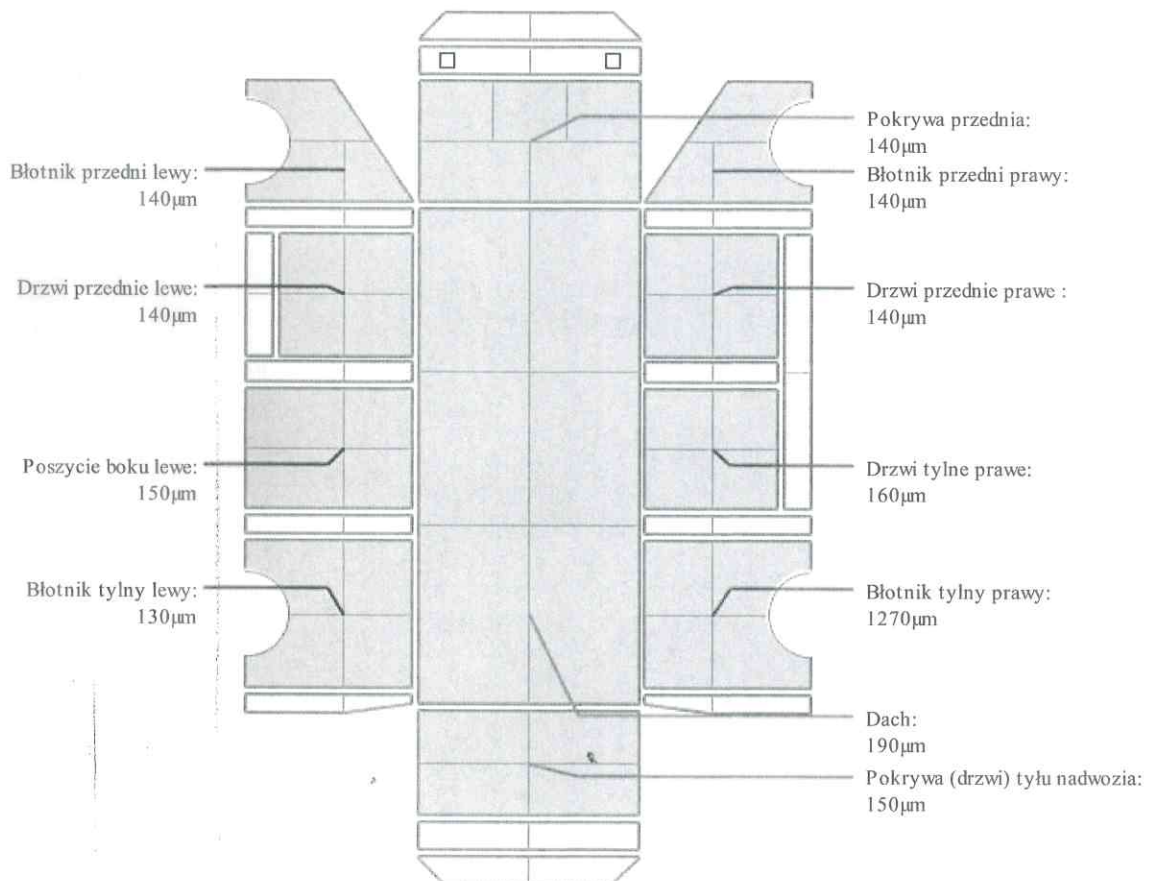 Błotnik przedni lewy:
140µm
Drzwi przednie lewe:
140µm
Poszycie boku lewe:
150µm
Błotnik tylny lewy:
130µm
Pokrywa przednia:
140µm
Błotnik przedni prawy:
140µm
Drzwi przednie prawe :
140µm
Drzwi tylne prawe:
160µm
Błotnik tylny prawy:
1270µm
Dach:
190µm
Pokrywa (drzwi) tyłu nadwozia:
150µm